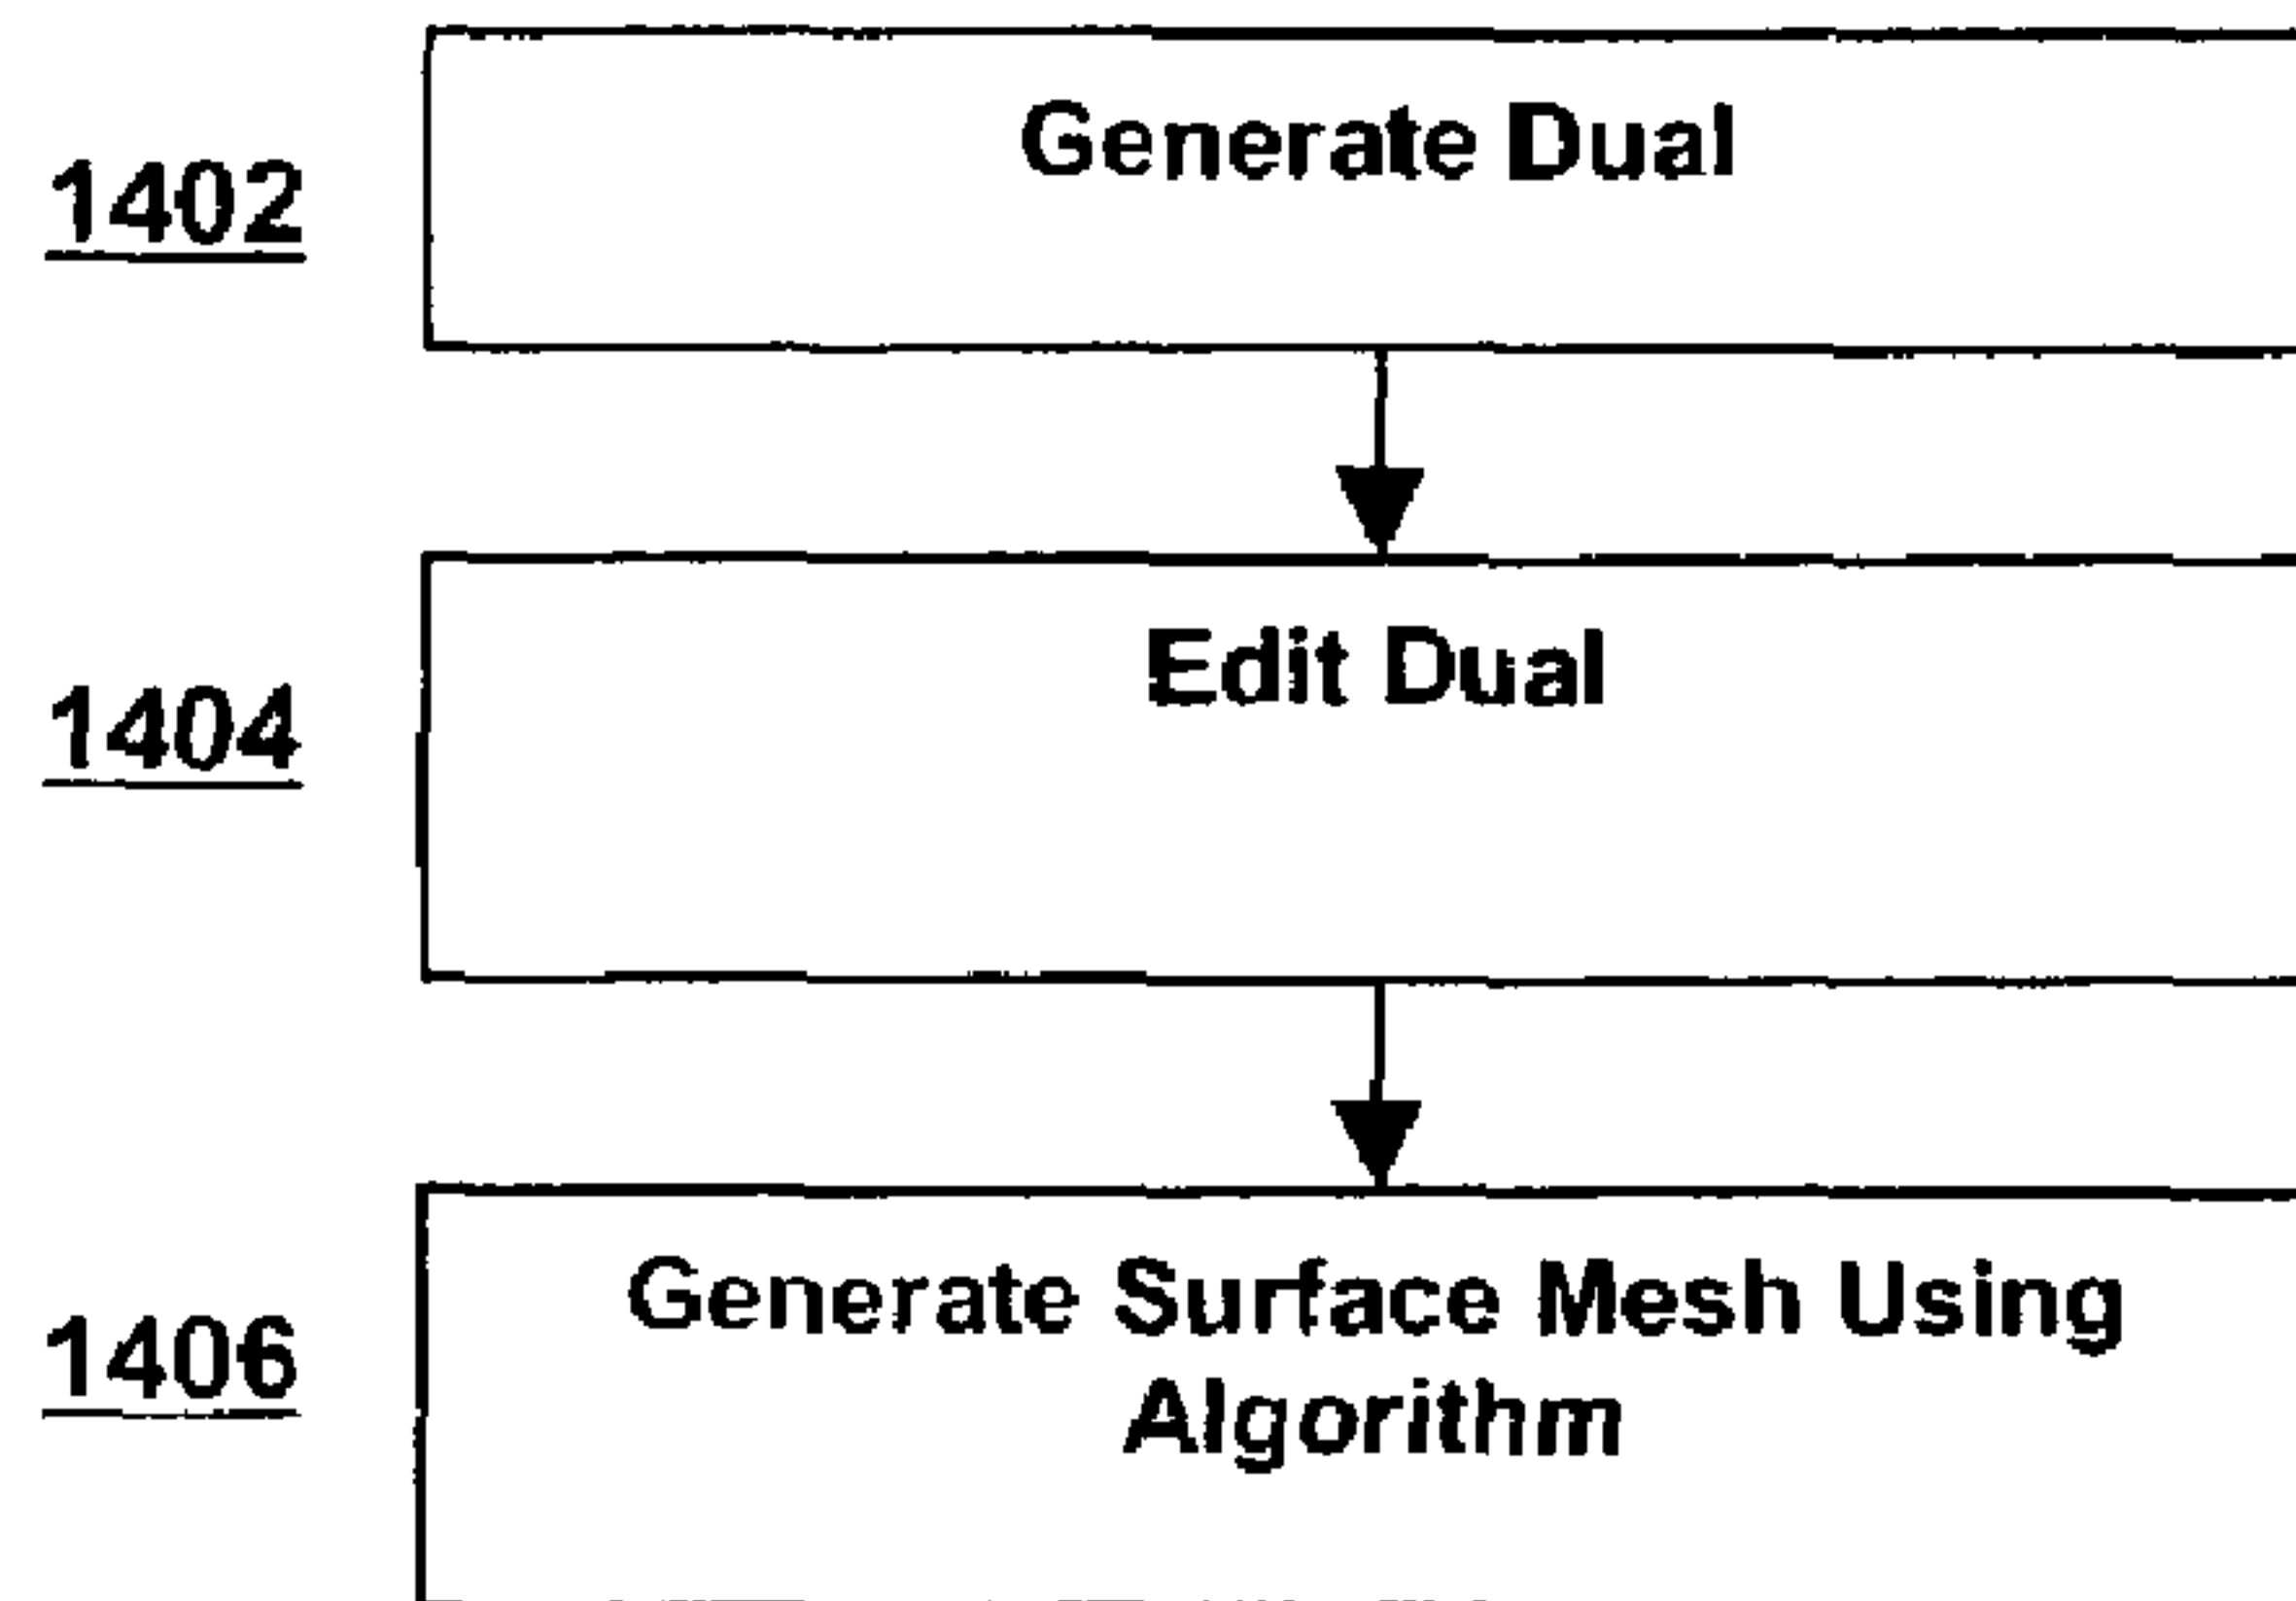 Generate Dual
1402
Edit Dual
1404
Generate Surface Mesh Using
Algorithm
1406